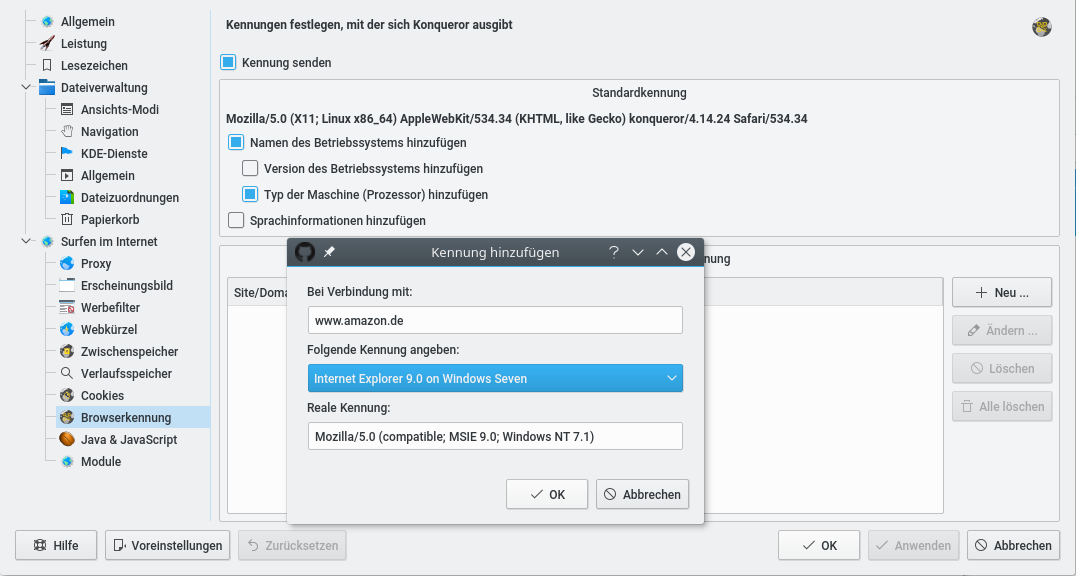 Allgemein
Leistung
Lesezeichen
Dateiverwaltung
Ansichts-Modi
Navigation
KDE-Dienste
Allgemein
Dateizuordnungen
Papierkorb
Surfen im Internet
Proxy
Erscheinungsbild
Werbefilter
Webkürzel
Zwischenspeicher
Verlaufsspeicher
Cookies
Browserkennung
Java & JavaScript
Module
Kennungen festlegen, mit der sich Konqueror ausgibt
Kennung senden
Standardkennung
Mozilla/5.0 (X11; Linux x86_64) AppleWebKit/534.34 (KHTML, like Gecko) konqueror/4.14.24 Safari/534.34
Namen des Betriebssystems hinzufügen
Version des Betriebssystems hinzufügen
Typ der Maschine (Prozessor) hinzufügen
Sprachinformationen hinzufügen
nung
Site/Doma
Neu ...
Ändern ...
Löschen
Alle löschen
Kennung hinzufügen
Bei Verbindung mit:
www.amazon.de
Folgende Kennung angeben:
Internet Explorer 9.0 on Windows Seven
Reale Kennung:
Mozilla/5.0 (compatible; MSIE 9.0; Windows NT 7.1)
OK Abbrechen
Hilfe Voreinstellungen Zurücksetzen OK Anwenden Abbrechen